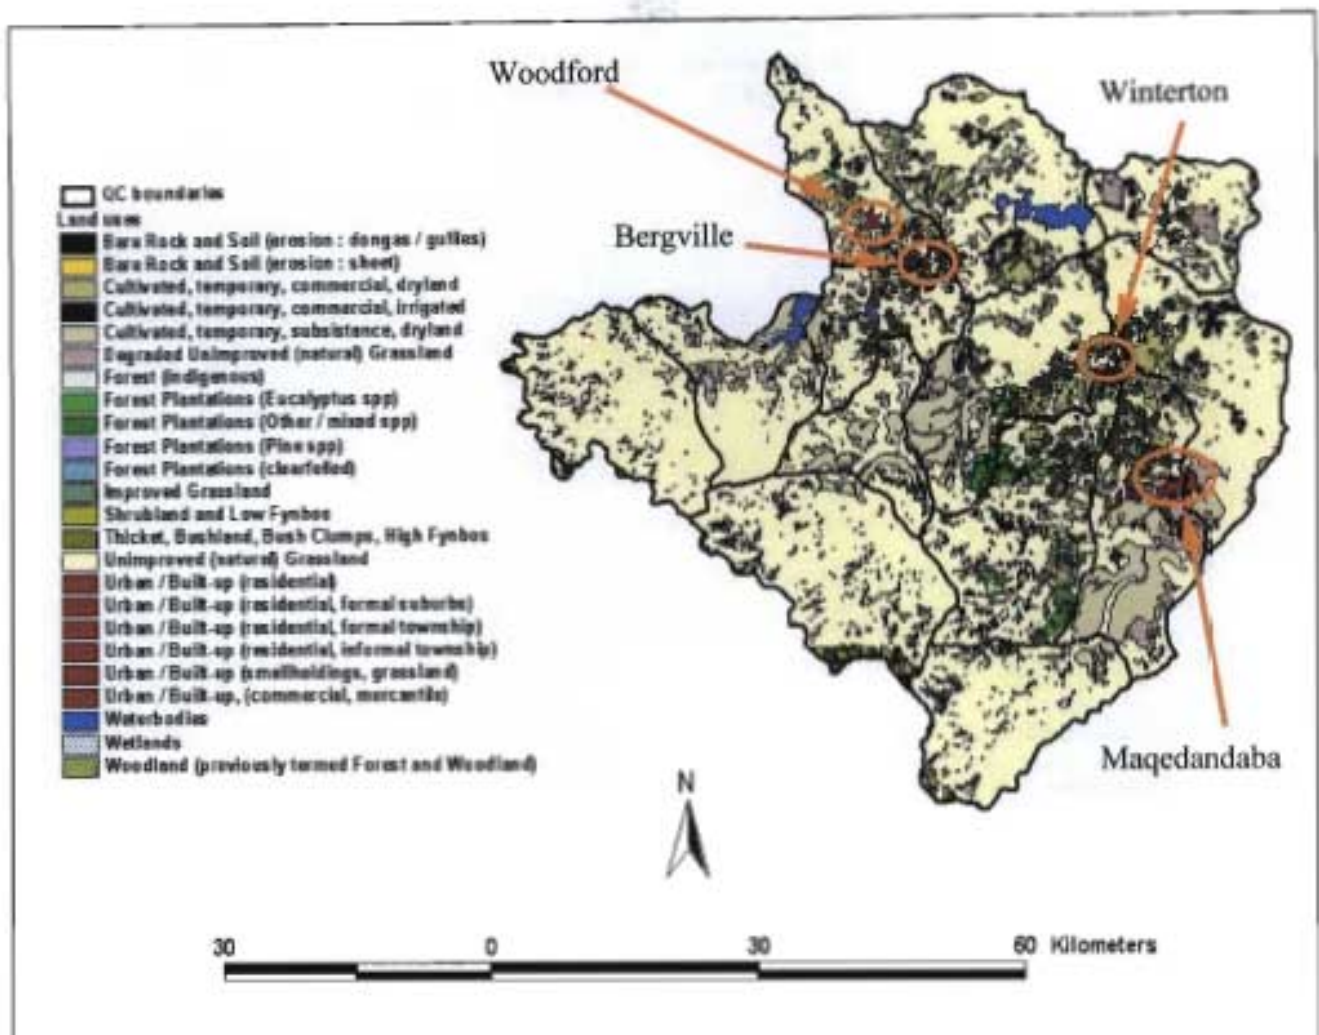 Woodford
Winterton
Bergville
QC boundaries
Land uses
Bare Rock and Soil (erosion : dongas / gullies)
Bare Rock and Soil (erosion : sheet)
Cultivated, temporary, commercial, dryland
Cultivated, temporary, commercial, irrigated
Cultivated, temporary, subsistance, dryland
Degraded Unimproved (natural) Grassland
Forest (indigenous)
Forest Plantations (Eucalyptus spp)
Forest Plantations (Other / mixed spp)
Forest Plantations (Pine spp)
Forest Plantations (clearfelled)
Improved Grassland
Shrubland and Low Fynbos
Thicket, Bushland, Bush Clumps, High Fynbos
Unimproved (natural) Grassland
Urban / Built-up (residential)
Urban / Built-up (residential, formal suburbs)
Urban / Built-up (residential, formal township)
Urban / Built-up (residential, informal township)
Urban / Built-up (smallholdings, grassland)
Urban / Built-up, (commercial, mercantile)
Waterbodies
Wetlands
Woodland (previously termed Forest and Woodland)
Maqedandaba
N
30 0 30 60 Kilometers